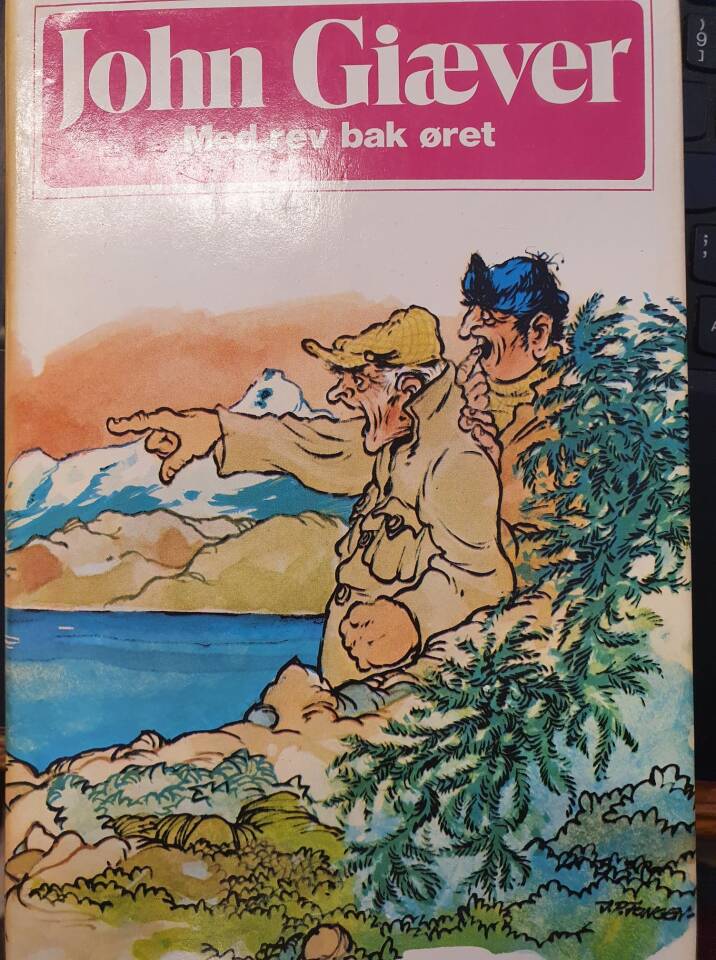 John Giæver
Med rev bak øret